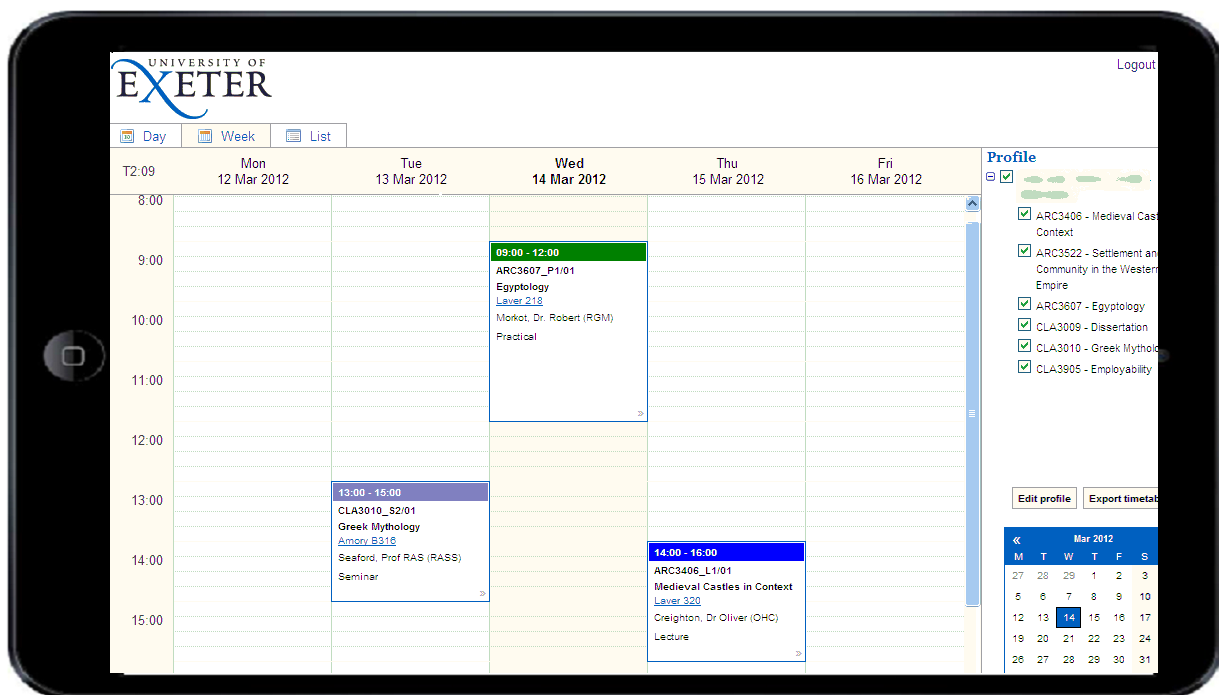 UNIVERSITY OF
EXETER
Logout
Day Week List
T2:09
Mon
12 Mar 2012
Tue
13 Mar 2012
Wed
14 Mar 2012
Thu
15 Mar 2012
Fri
16 Mar 2012
8:00
9:00
10:00
11:00
12:00
13:00
14:00
15:00
13:00 - 15:00
CLA3010_S2/01
Greek Mythology
Amory B316
Seaford, Prof RAS (RASS)
Seminar
»
09:00 - 12:00
ARC3607_P1/01
Egyptology
Laver 218
Morkot, Dr. Robert (RGM)
Practical
»
14:00 - 16:00
ARC3406_L1/01
Medieval Castles in Context
Laver 320
Creighton, Dr Oliver (OHC)
Lecture
»
Profile
ARC3406 - Medieval Cast
Context
ARC3522 - Settlement an
Community in the Western
Empire
ARC3607 - Egyptology
CLA3009 - Dissertation
CLA3010 - Greek Mytholo
CLA3905 - Employability
Edit profile Export timetab
« Mar 2012
M T W T F S
27 28 29 1 2 3
5 6 7 8 9 10
12 13 14 15 16 17
19 20 21 22 23 24
26 27 28 29 30 31